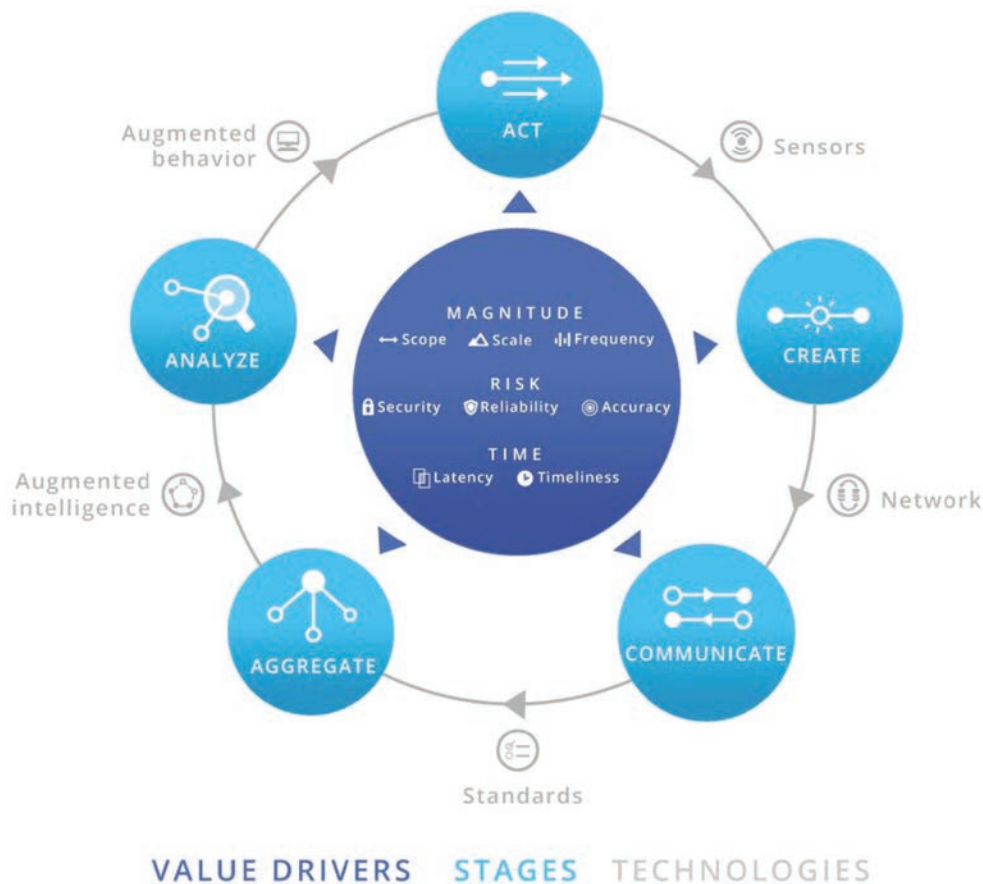 ACT
Augmented
behavior
Sensors
ANALYZE
CREATE
MAGNITUDE
Scope Scale Frequency
RISK
Security Reliability Accuracy
TIME
Latency Timeliness
Augmented
intelligence
Network
AGGREGATE
COMMUNICATE
Standards
VALUE DRIVERS STAGES TECHNOLOGIES